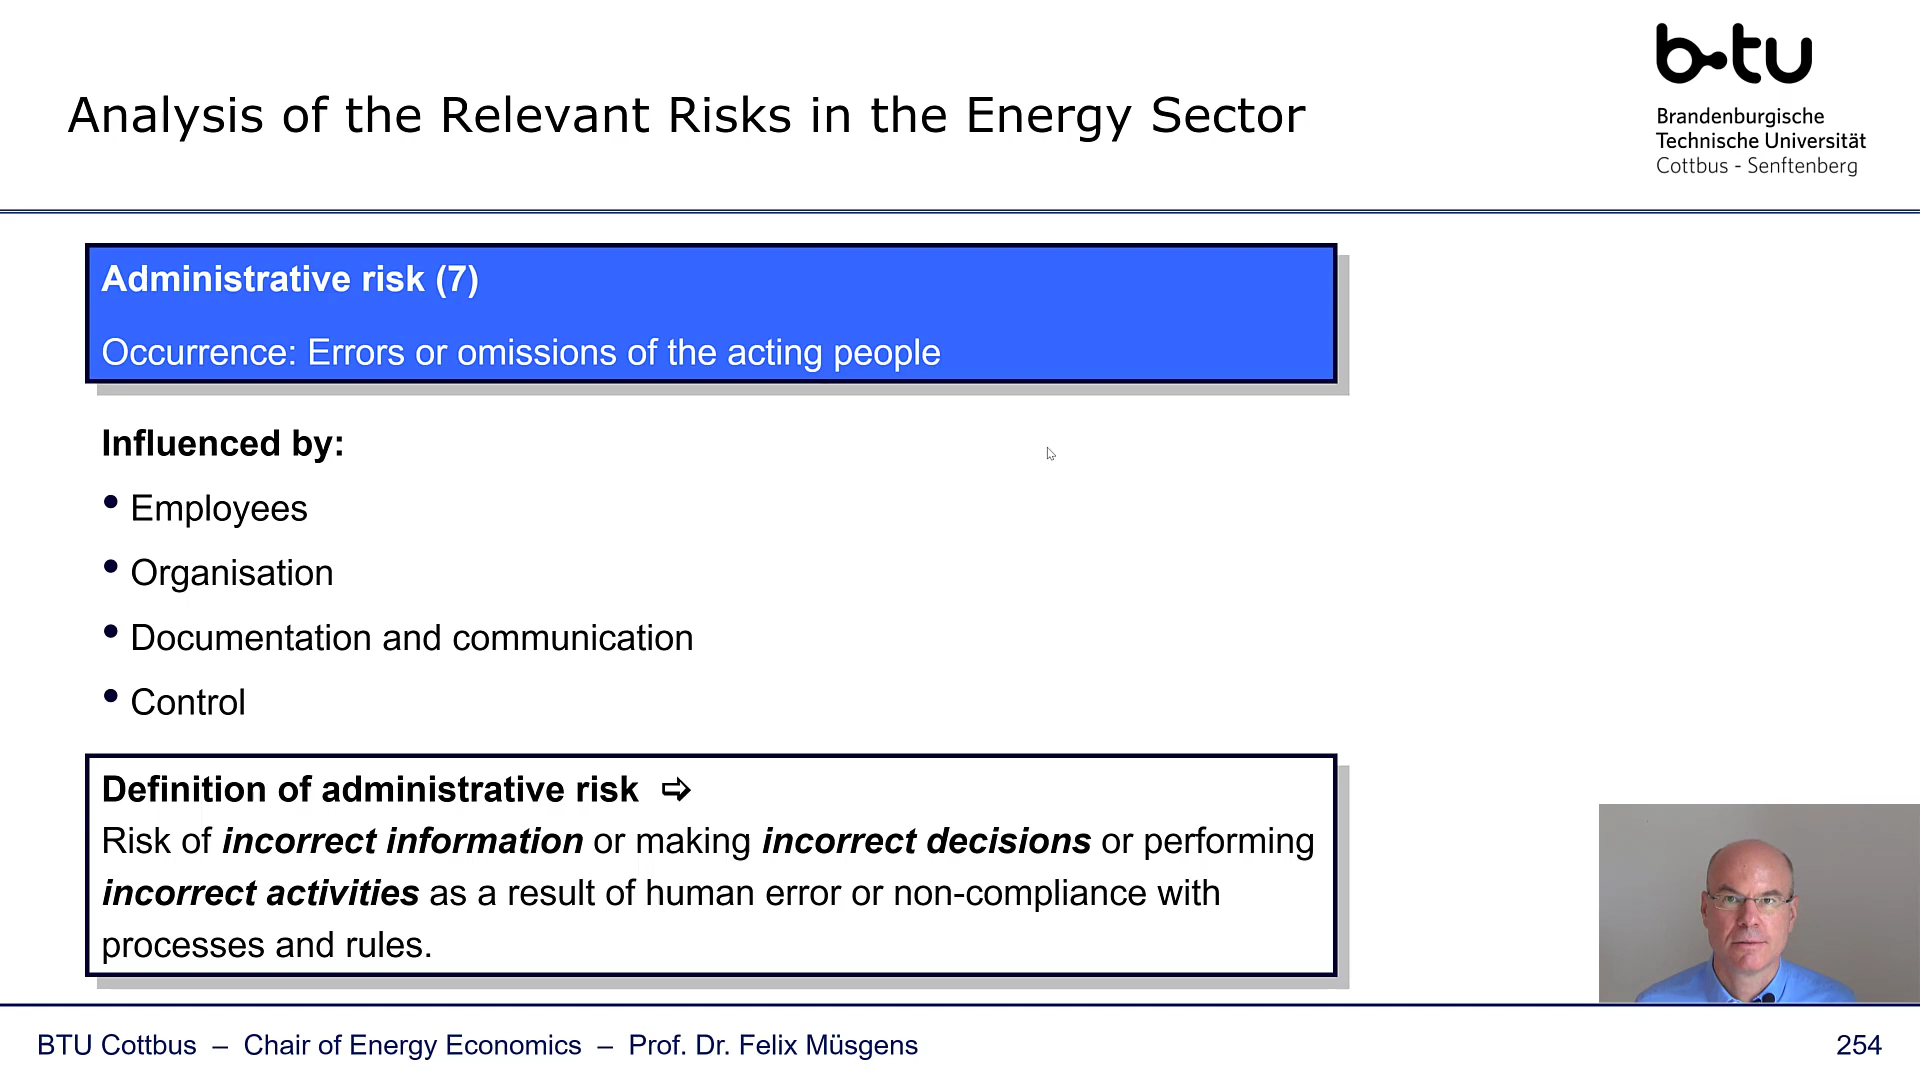 Analysis of the Relevant Risks in the Energy Sector
b-tu
Brandenburgische
Technische Universität
Cottbus - Senftenberg
Administrative risk (7)
Occurrence: Errors or omissions of the acting people
Influenced by:
• Employees
• Organisation
• Documentation and communication
• Control
Definition of administrative risk ⇨
Risk of incorrect information or making incorrect decisions or performing
incorrect activities as a result of human error or non-compliance with
processes and rules.
BTU Cottbus – Chair of Energy Economics – Prof. Dr. Felix Müsgens
254